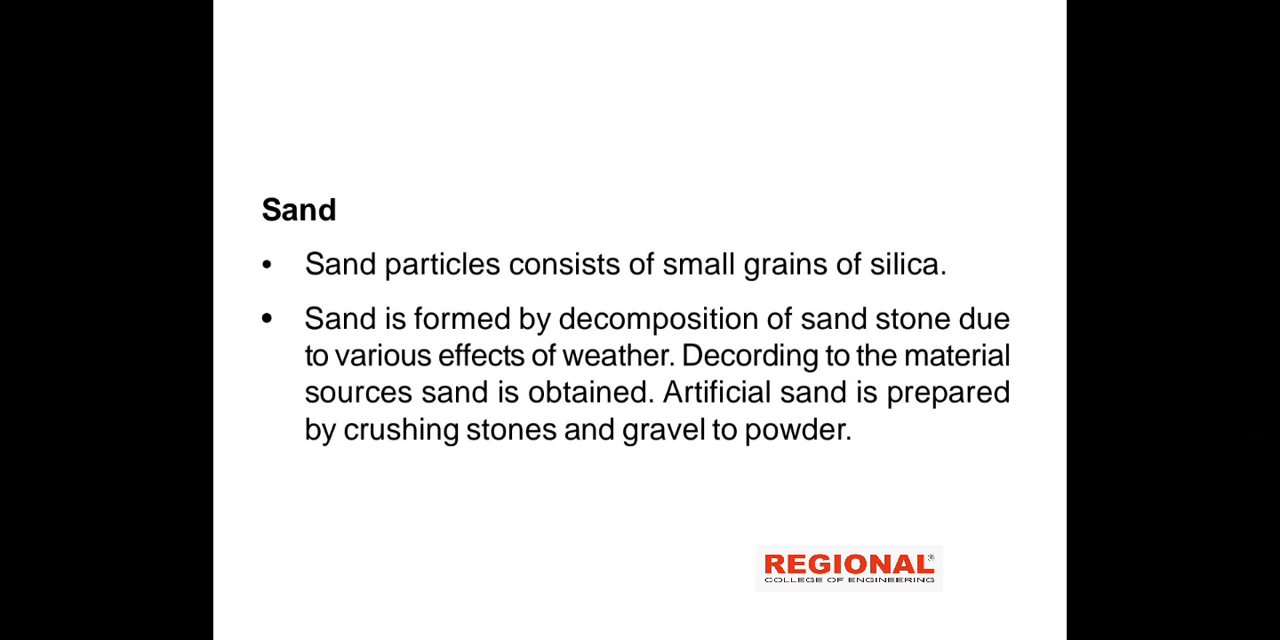 Sand
• Sand particles consists of small grains of silica.
• Sand is formed by decomposition of sand stone due
to various effects of weather. Decording to the material
sources sand is obtained. Artificial sand is prepared
by crushing stones and gravel to powder.
REGIONAL®
COLLEGE OF ENGINEERING